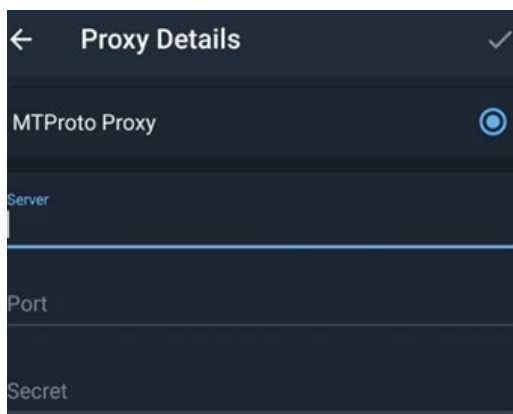 Proxy Details
MTProto Proxy
Server
Port
Secret